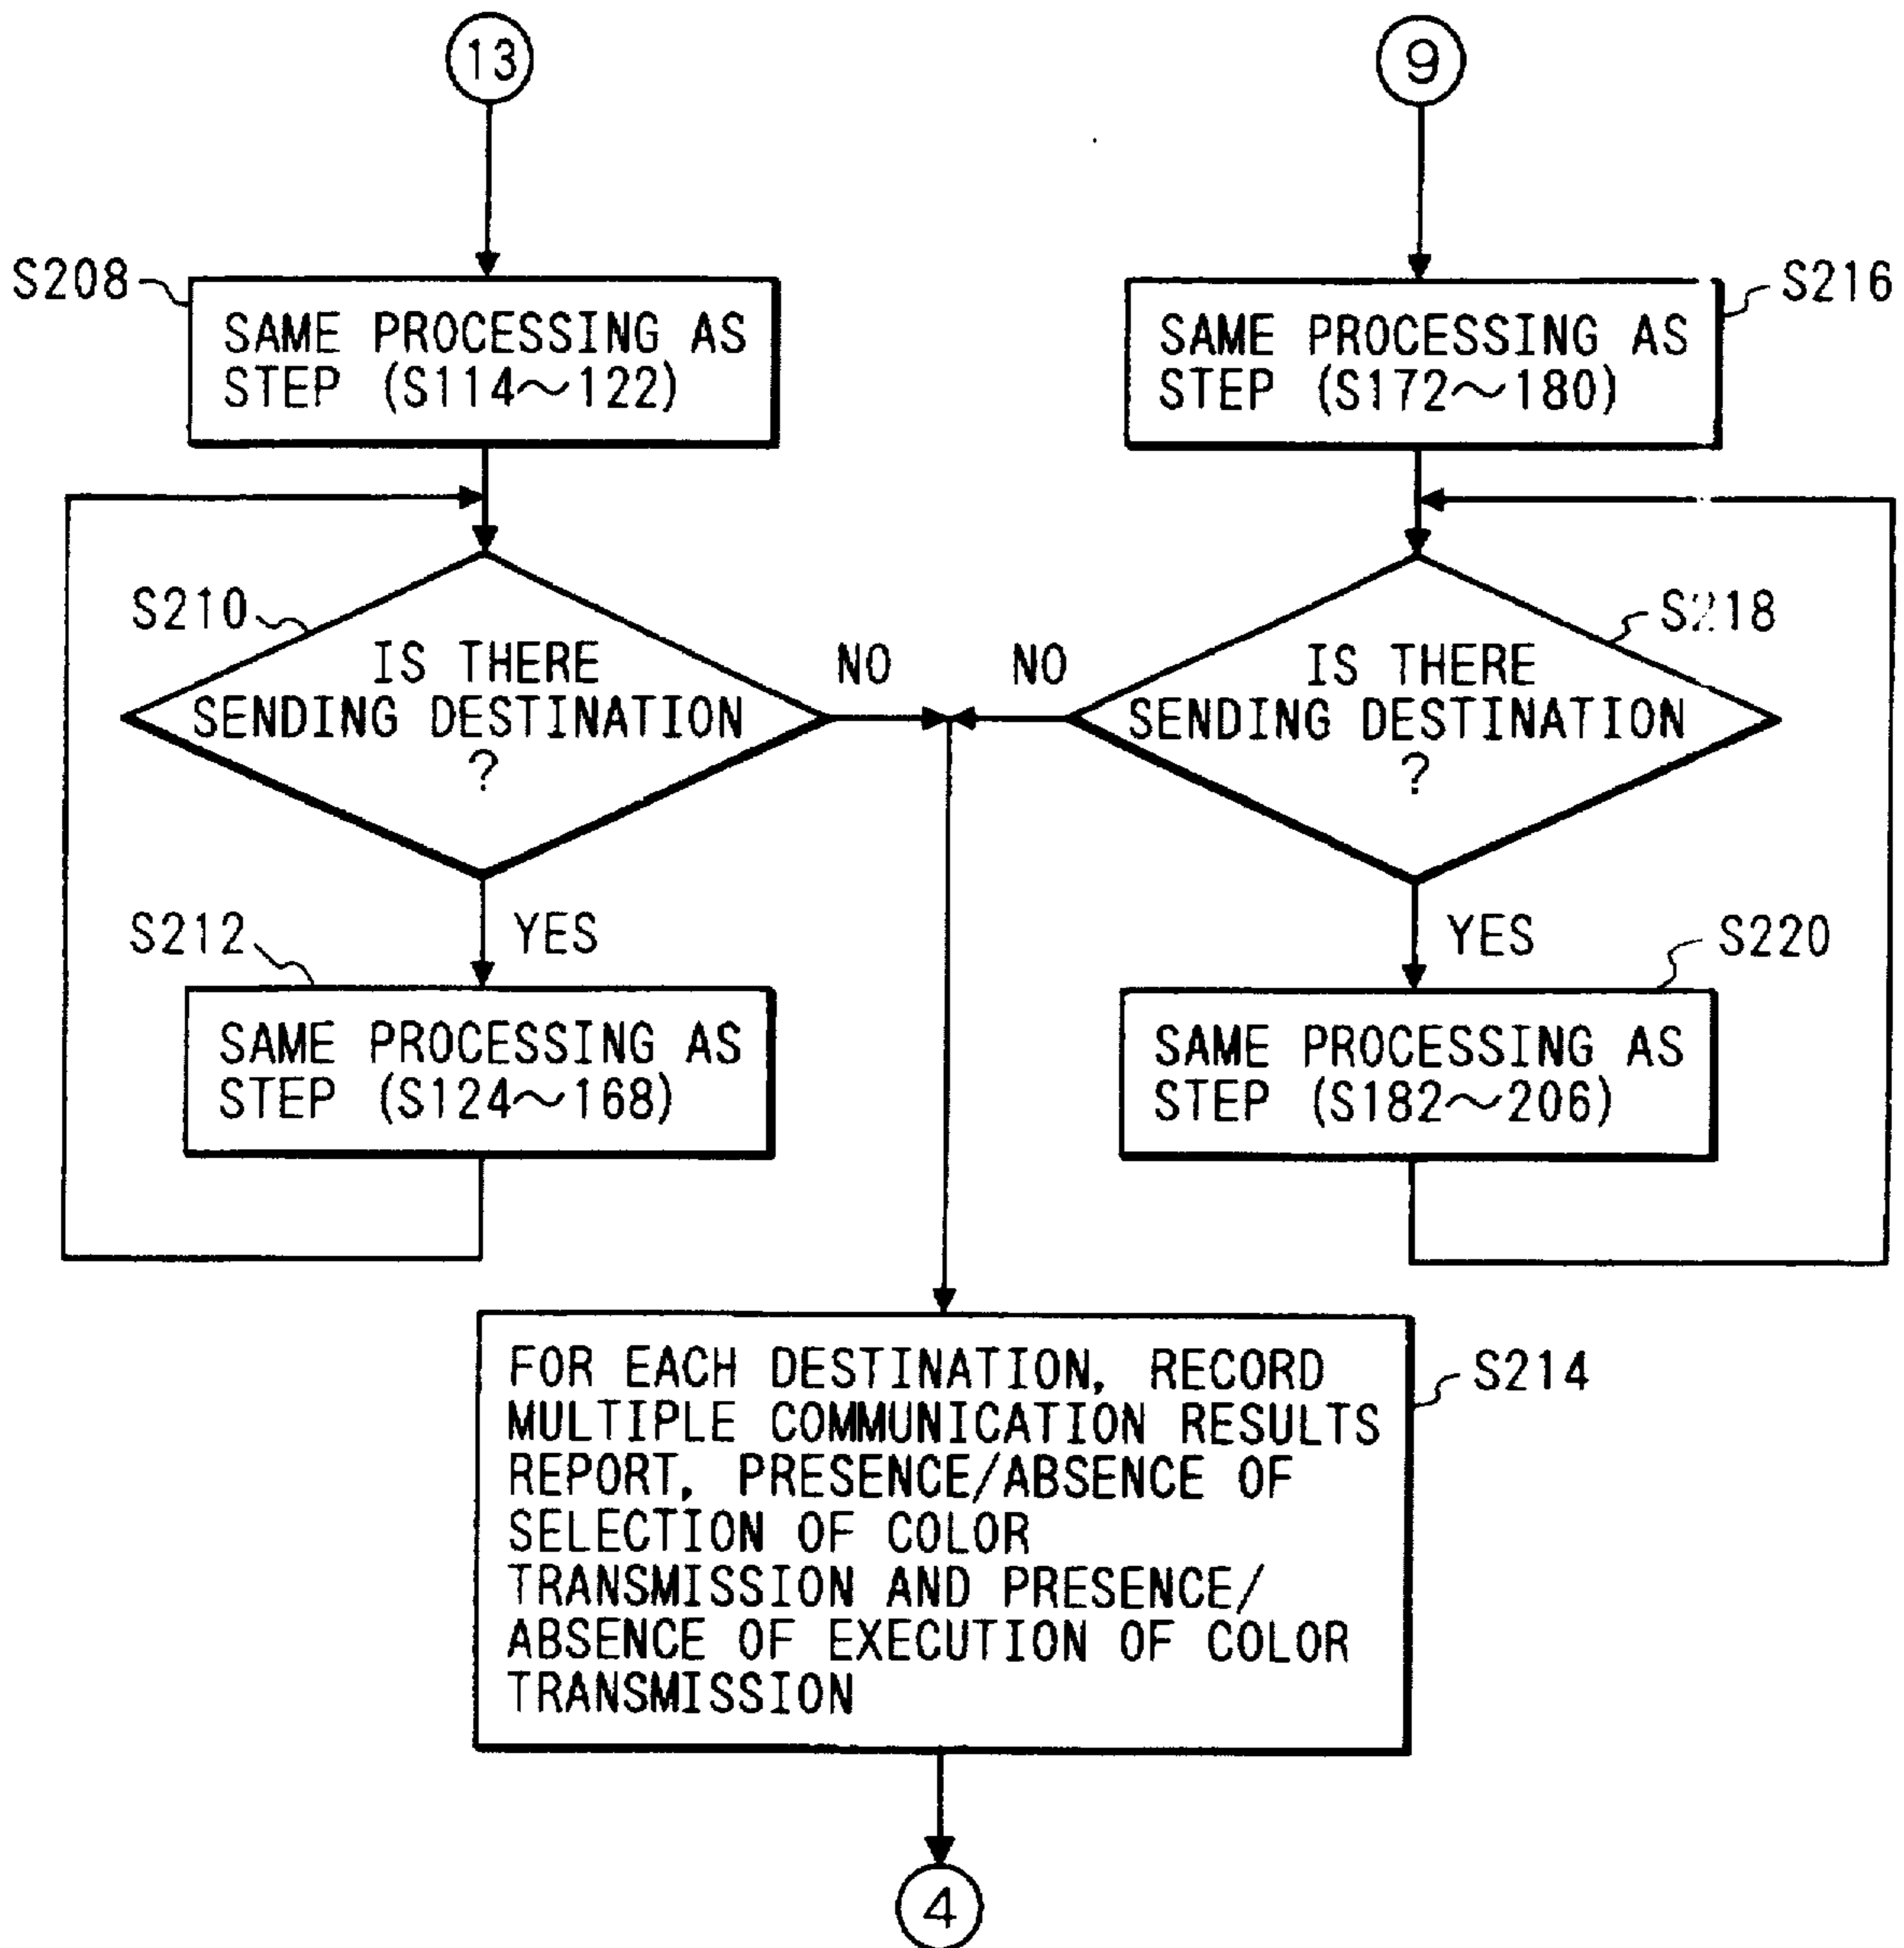 13
9
S208
SAME PROCESSING AS
STEP (S114～122)
S216
SAME PROCESSING AS
STEP (S172～180)
S210
IS THERE
SENDING DESTINATION
?
NO
NO
S218
IS THERE
SENDING DESTINATION
?
S212
YES
YES
S220
SAME PROCESSING AS
STEP (S124～168)
SAME PROCESSING AS
STEP (S182～206)
FOR EACH DESTINATION, RECORD
MULTIPLE COMMUNICATION RESULTS
REPORT, PRESENCE/ABSENCE OF
SELECTION OF COLOR
TRANSMISSION AND PRESENCE/
ABSENCE OF EXECUTION OF COLOR
TRANSMISSION
S214
4